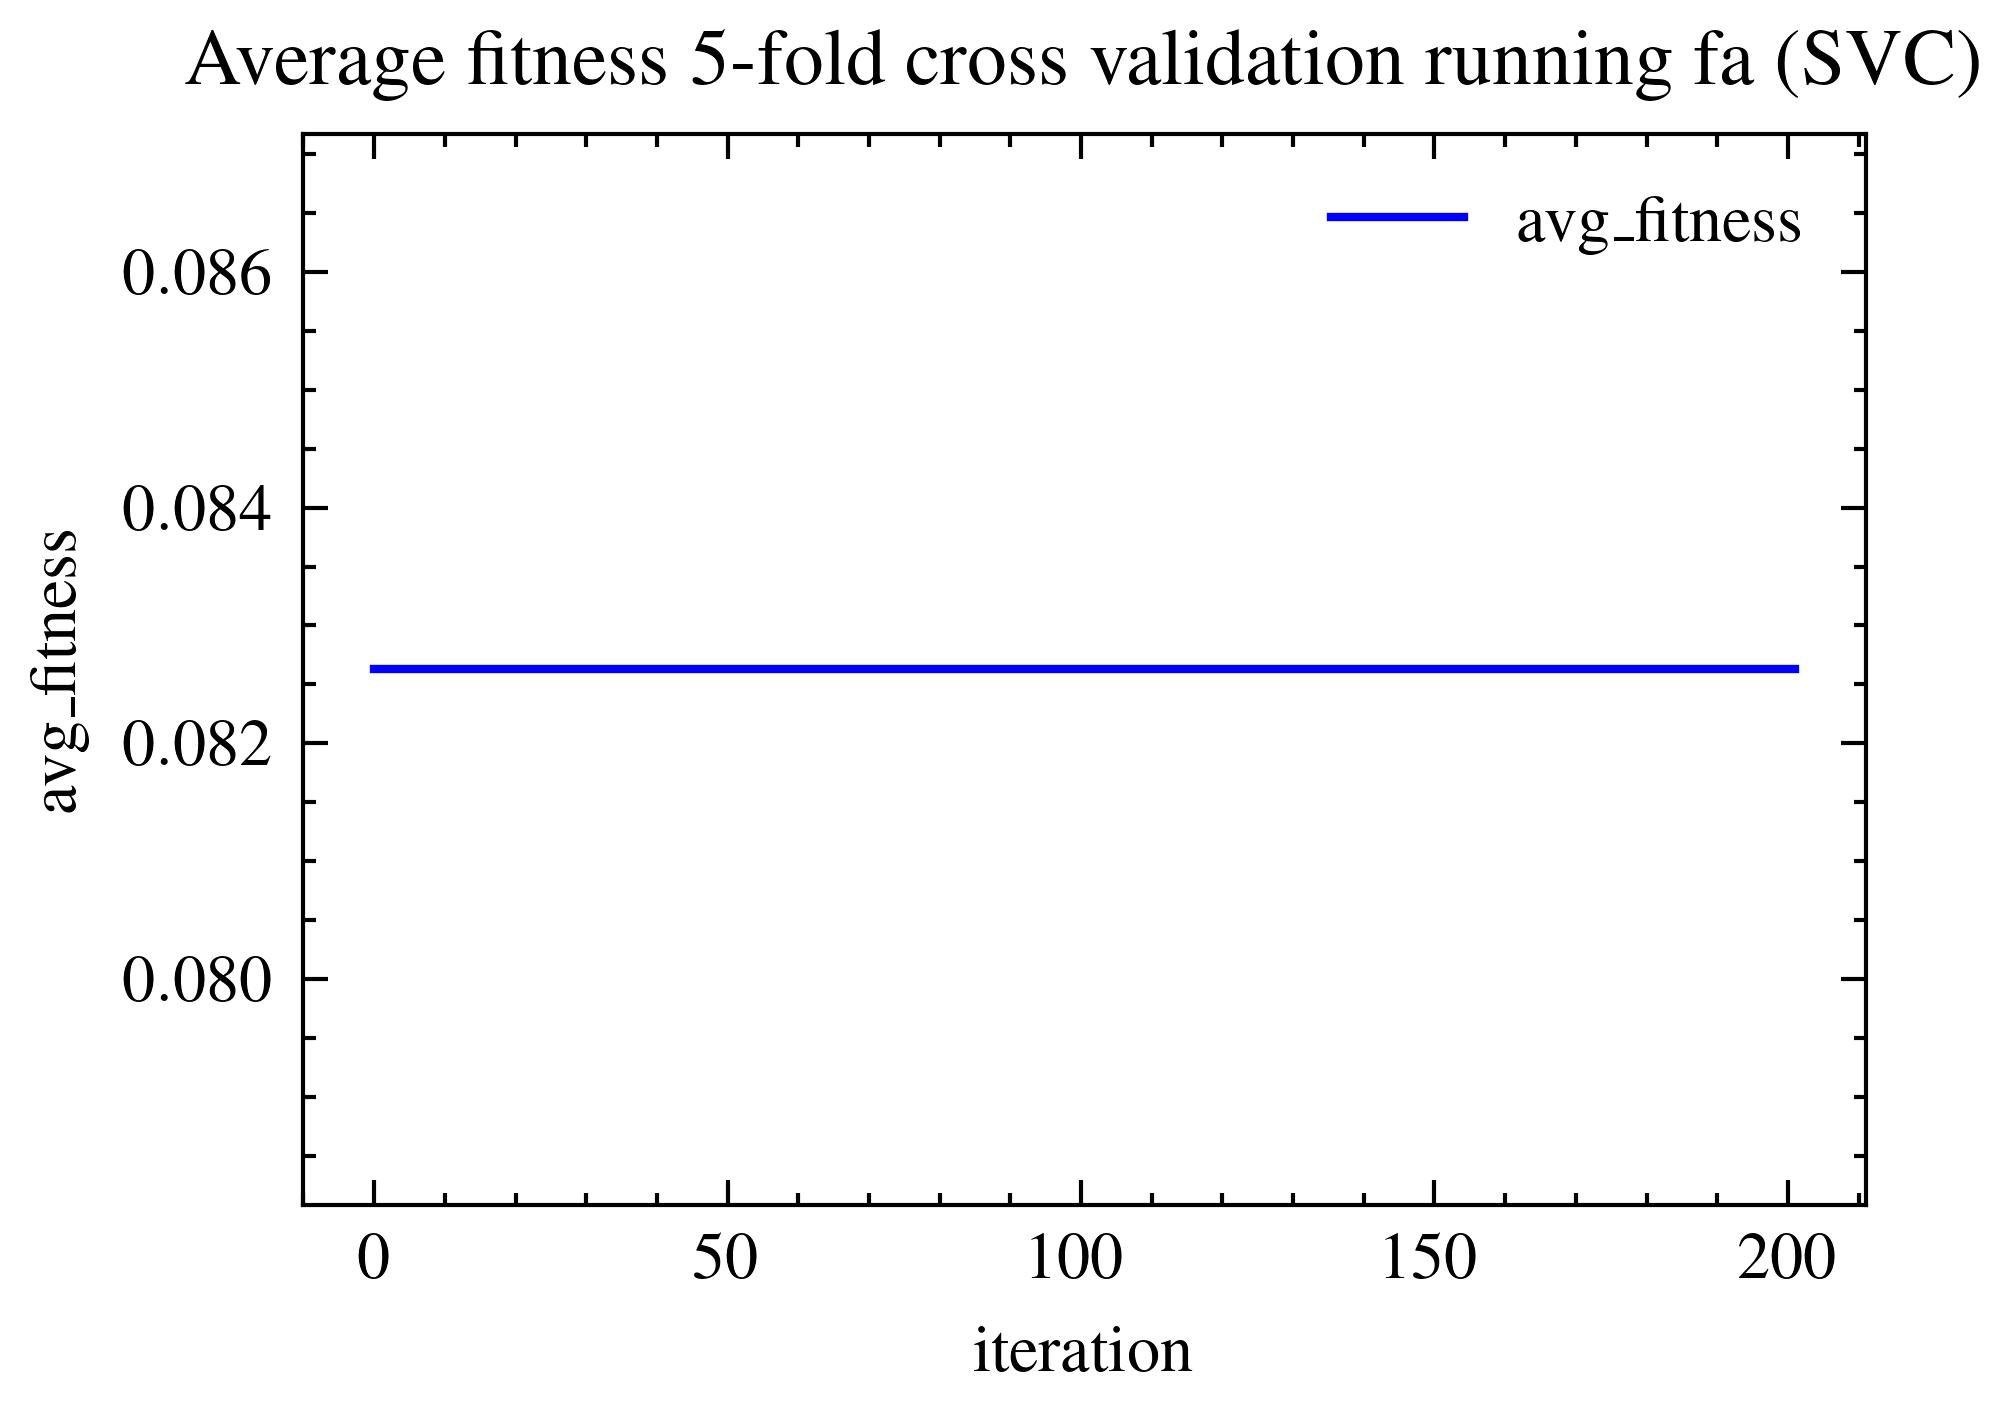 Average fitness 5-fold cross validation running fa (SVC)
avg_fitness
0.086
0.084
0.082
0.080
avg_fitness
0 50 100 150 200
iteration